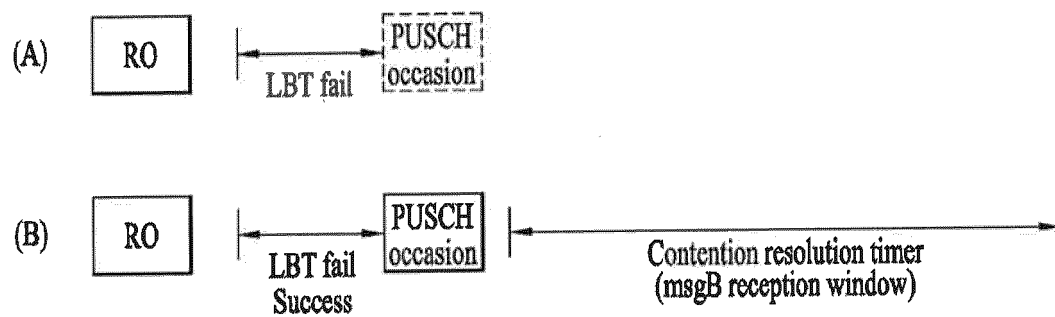 (A)
RO
LBT fail
PUSCH
occasion
(B)
RO
LBT fail
Success
PUSCH
occasion
Contention resolution timer
(msgB reception window)